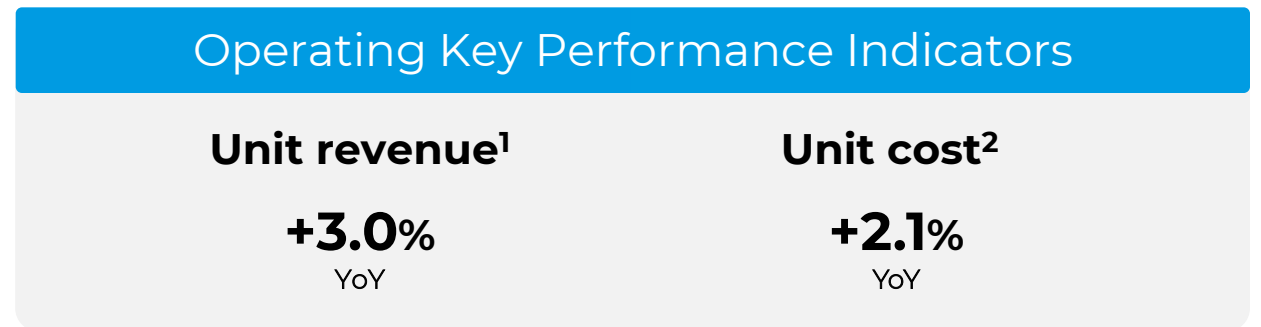 Operating Key Performance Indicators
Unit revenue¹
Unit cost²
+3.0%
+2.1%
YoY
YoY